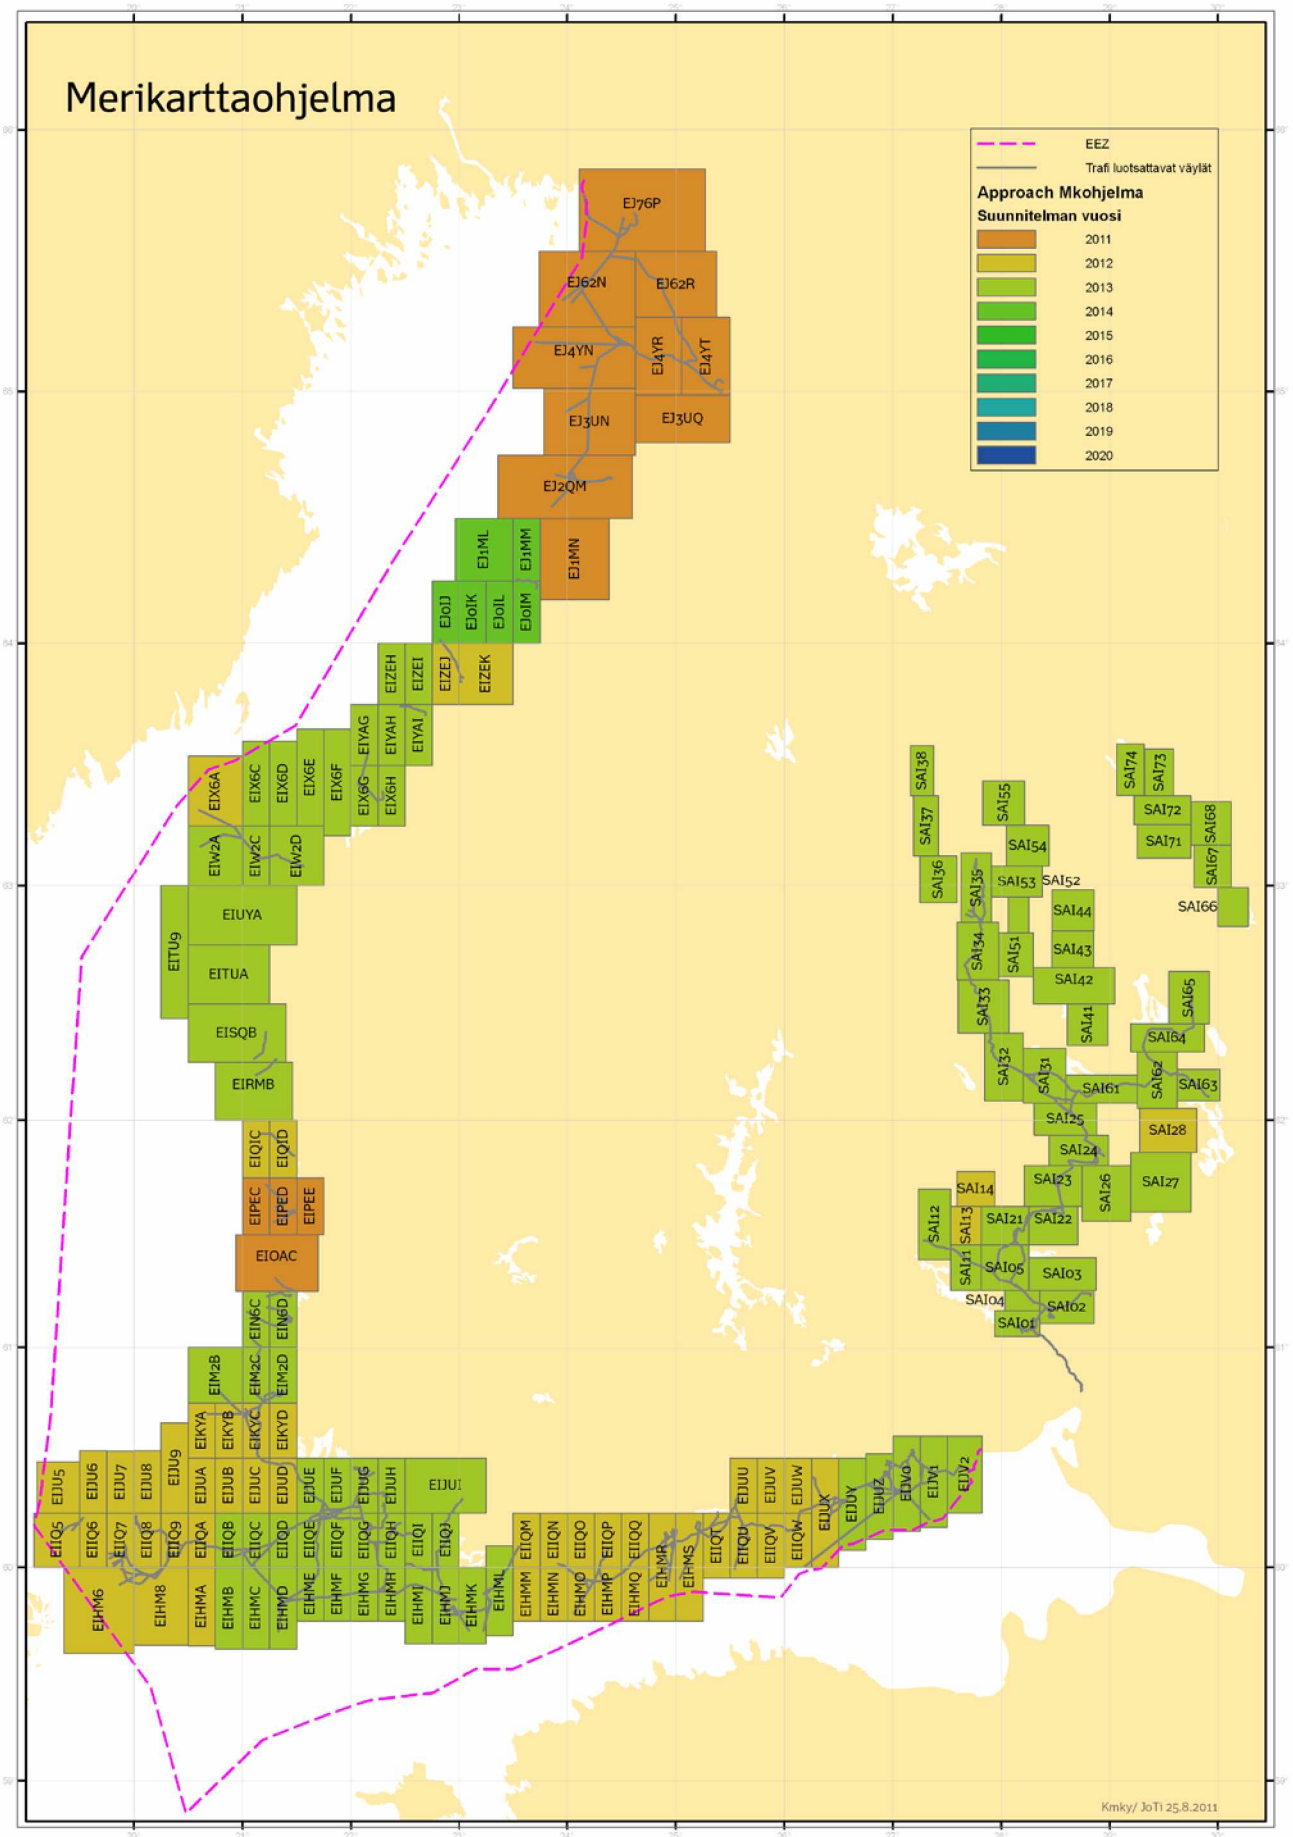 Merikarttaohjelma
EEZ
Trafi luotsattavat väylät
Approach Mkohjelma
Suunnitelman vuosi
2011
2012
2013
2014
2015
2016
2017
2018
2019
2020
EJ76P
EJ62N
EJ62R
EJ4YN
EJ4YR
EJ4YT
EJ3UN
EJ3UQ
EJ2QM
EJ1ML
EJ1MM
EJ1MN
EJ0IJ
EJ0IK
EJ0IL
EJ0IM
EIZEH
EIZEI
EIZEJ
EIZEK
EIYAG
EIYAH
EIYAI
EIX6A
EIX6C
EIX6D
EIX6E
EIX6F
EIX6G
EIX6H
EIW2A
EIW2C
EIW2D
EIUYA
EITU9
EITUA
EISQB
EIRMB
EIQIC
EIQID
EIPEC
EIPED
EIPEE
EIOAC
EIN6C
EIN6D
EIM2B
EIM2C
EIM2D
EIKYA
EIKYB
EIKYC
EIKYD
EIJU5
EIJU6
EIJU7
EIJU8
EIJU9
EIJUA
EIJUB
EIJUC
EIJUD
EIJUE
EIJUF
EIJUG
EIJUH
EIJUI
EIJUU
EIJUV
EIJUW
EIJUX
EIJUY
EIJUZ
EIJV0
EIJV1
EIJV2
EIIQ5
EIIQ6
EIIQ7
EIIQ8
EIIQ9
EIIQA
EIIQB
EIIQC
EIIQD
EIIQE
EIIQF
EIIQG
EIIQH
EIIQI
EIIQJ
EIIQM
EIIQN
EIIQO
EIIQP
EIIQQ
EIIQT
EIIQU
EIIQV
EIIQW
EIHM6
EIHM8
EIHMA
EIHMB
EIHMC
EIHMD
EIHME
EIHMF
EIHMG
EIHMH
EIHMI
EIHMJ
EIHMK
EIHML
EIHMM
EIHMN
EIHMO
EIHMP
EIHMQ
EIHMR
EIHMS
SAI38
SAI37
SAI36
SAI35
SAI55
SAI54
SAI53
SAI52
SAI74
SAI73
SAI72
SAI71
SAI68
SAI67
SAI66
SAI44
SAI43
SAI51
SAI34
SAI42
SAI33
SAI41
SAI65
SAI64
SAI32
SAI31
SAI61
SAI62
SAI63
SAI25
SAI28
SAI24
SAI23
SAI26
SAI27
SAI14
SAI12
SAI13
SAI21
SAI22
SAI11
SAI05
SAI03
SAI04
SAI02
SAI01
Kmky/ JoTi 25.8.2011